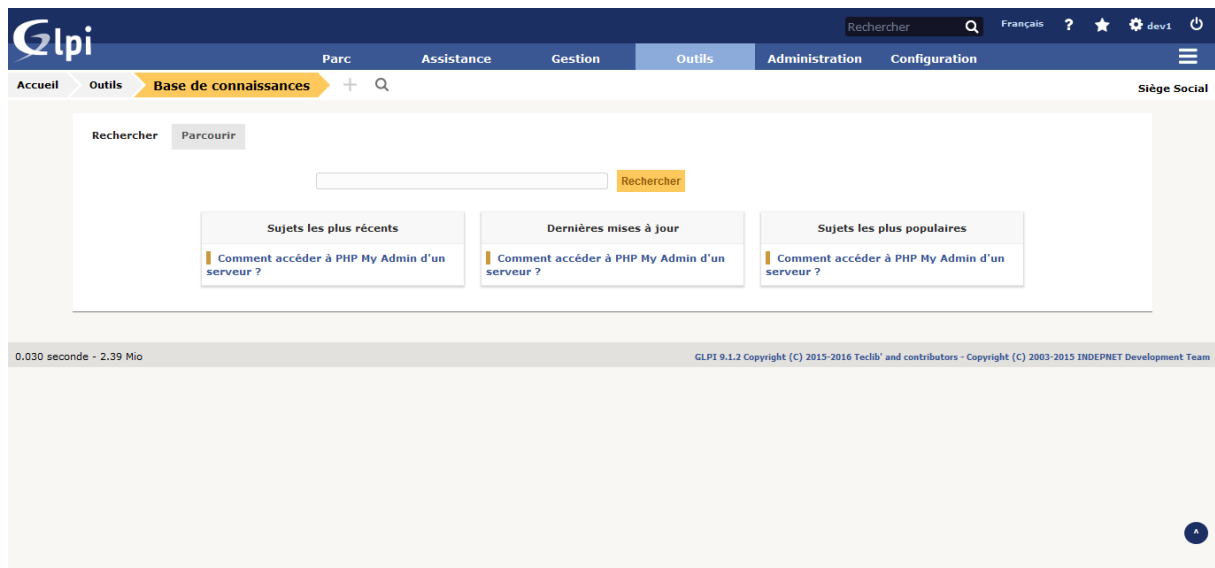 Glpi
Rechercher
Français ? dev1
Parc Assistance Gestion Outils Administration Configuration
Accueil Outils Base de connaissances
Siège Social
Rechercher Parcourir
Rechercher
Sujets les plus récents
Comment accéder à PHP My Admin d'un
serveur ?
Dernières mises à jour
Comment accéder à PHP My Admin d'un
serveur ?
Sujets les plus populaires
Comment accéder à PHP My Admin d'un
serveur ?
0.030 seconde - 2.39 Mio
GLPI 9.1.2 Copyright (C) 2015-2016 Teclib' and contributors - Copyright (C) 2003-2015 INDEPNET Development Team